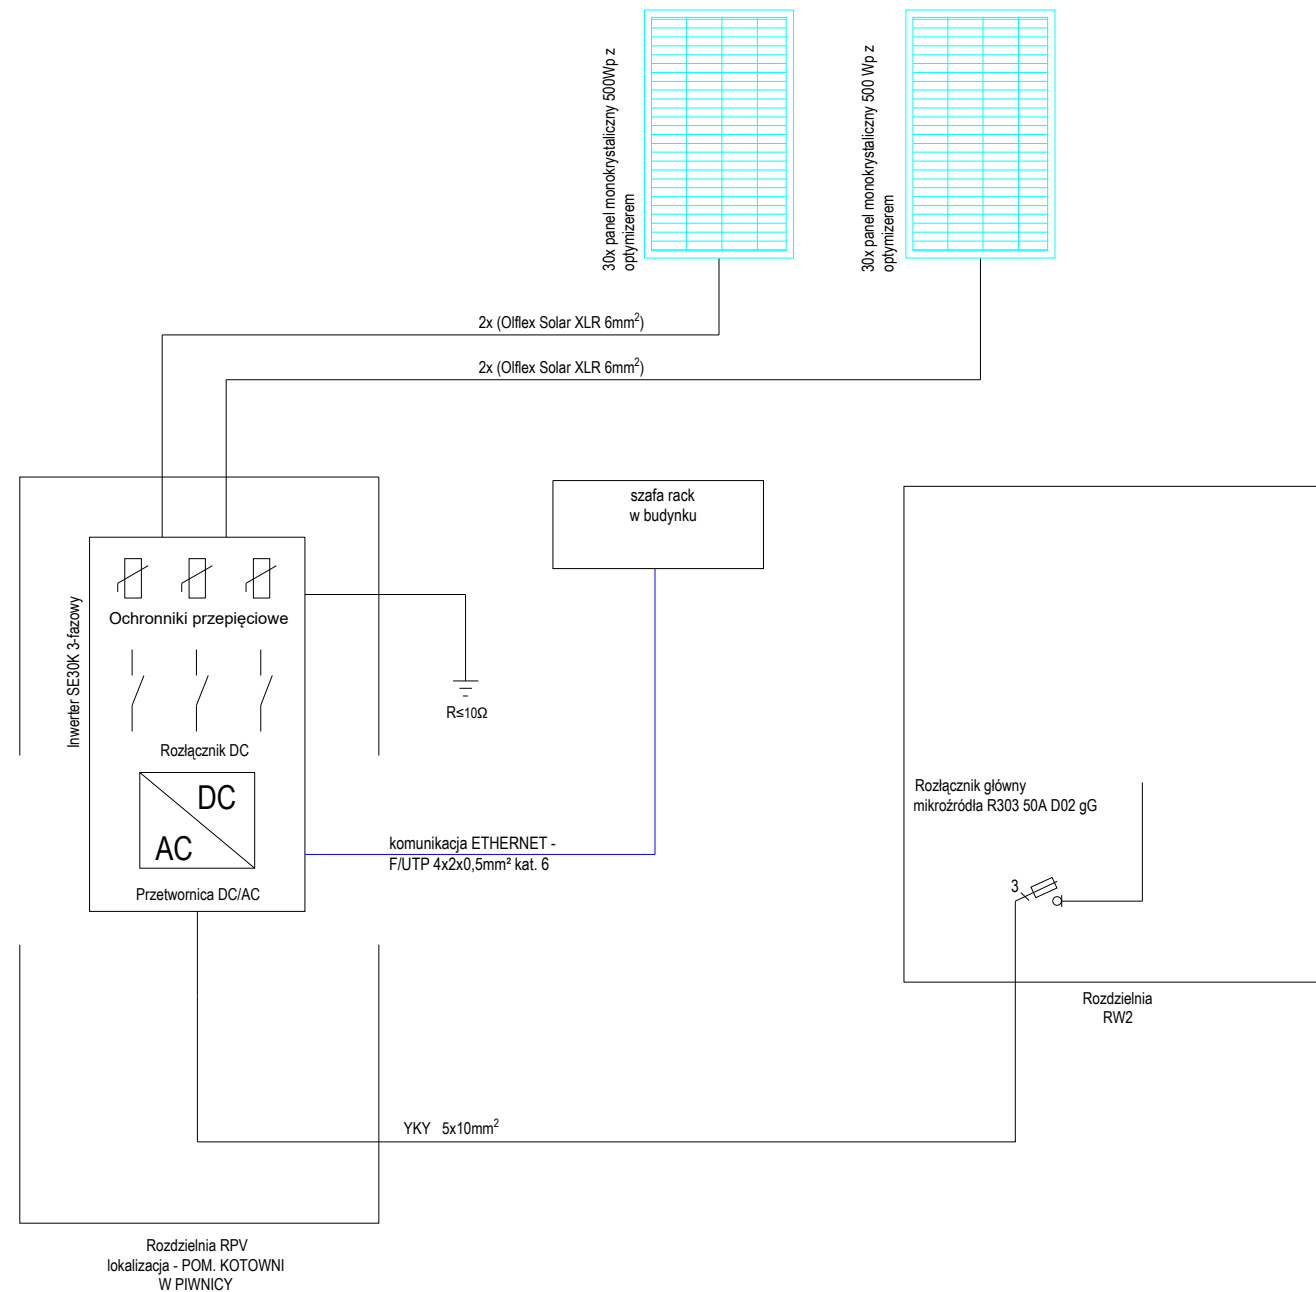 30x panel monokrystaliczny 500Wp z
optymizerem
30x panel monokrystaliczny 500 Wp z
optymizerem
2x (Olflex Solar XLR 6mm²)
2x (Olflex Solar XLR 6mm²)
szafa rack
w budynku
Inwerter SE30K 3-fazowy
Ochronniki przepięciowe
R≤10Ω
Rozłącznik DC
DC
AC
Przetwornica DC/AC
komunikacja ETHERNET -
F/UTP 4x2x0,5mm² kat. 6
Rozłącznik główny
mikroźródła R303 50A D02 gG
3
Rozdzielnia
RW2
YKY 5x10mm²
Rozdzielnia RPV
lokalizacja - POM. KOTOWNI
W PIWNICY